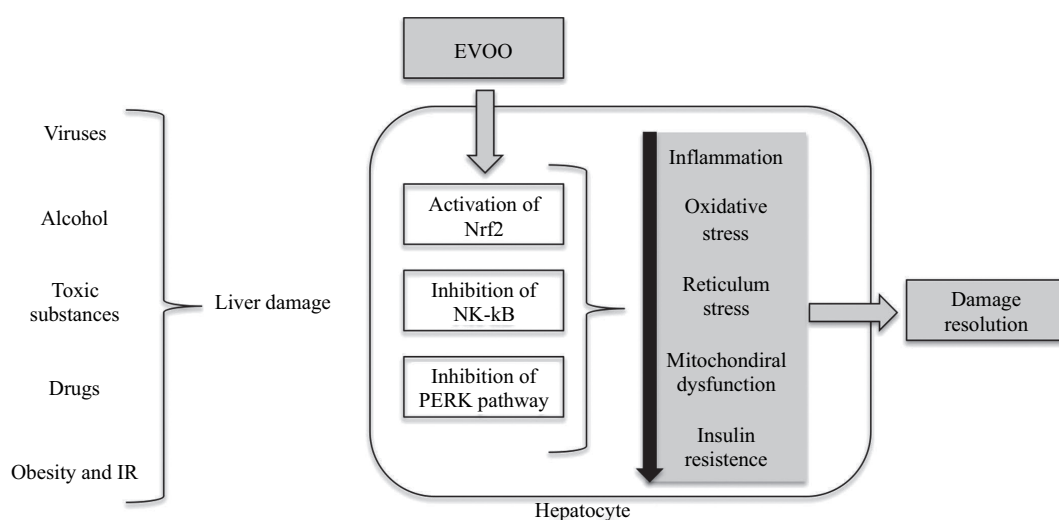 EVOO
Viruses
Alcohol
Toxic
substances
Drugs
Obesity and IR
Liver damage
Activation of
Nrf2
Inhibition of
NK-kB
Inhibition of
PERK pathway
Inflammation
Oxidative
stress
Reticulum
stress
Mitochondiral
dysfunction
Insulin
resistence
Damage
resolution
Hepatocyte